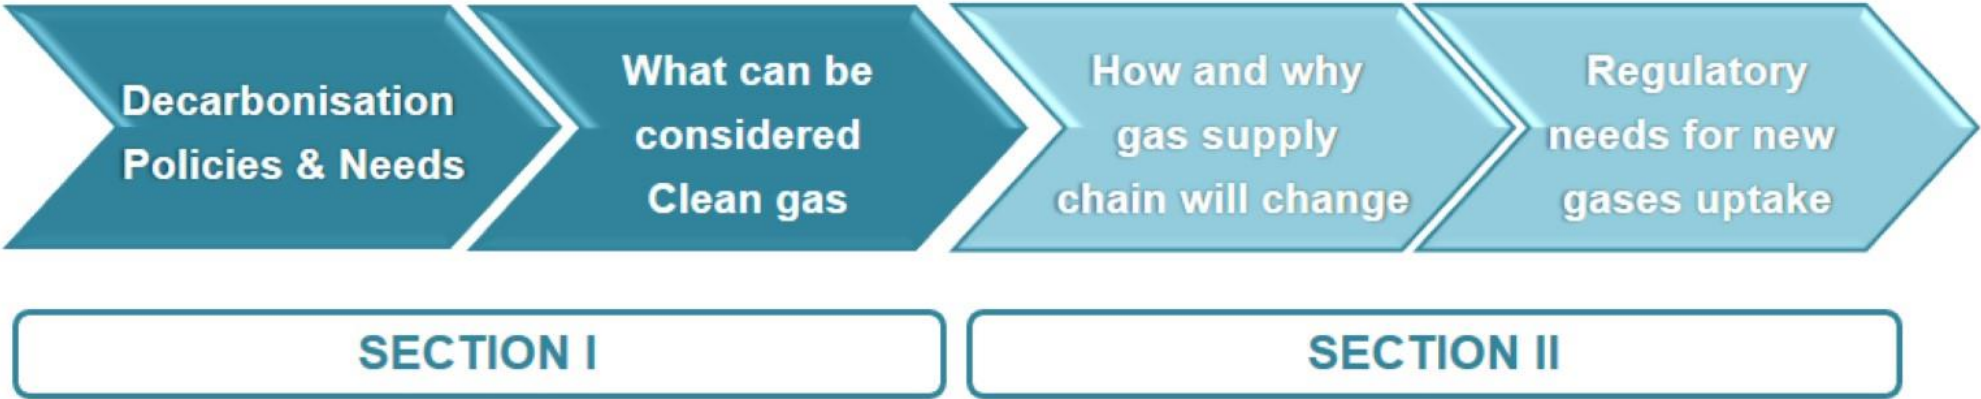 Decarbonisation
Policies & Needs
What can be
considered
Clean gas
How and why
gas supply
chain will change
Regulatory
needs for new
gases uptake
SECTION I
SECTION II